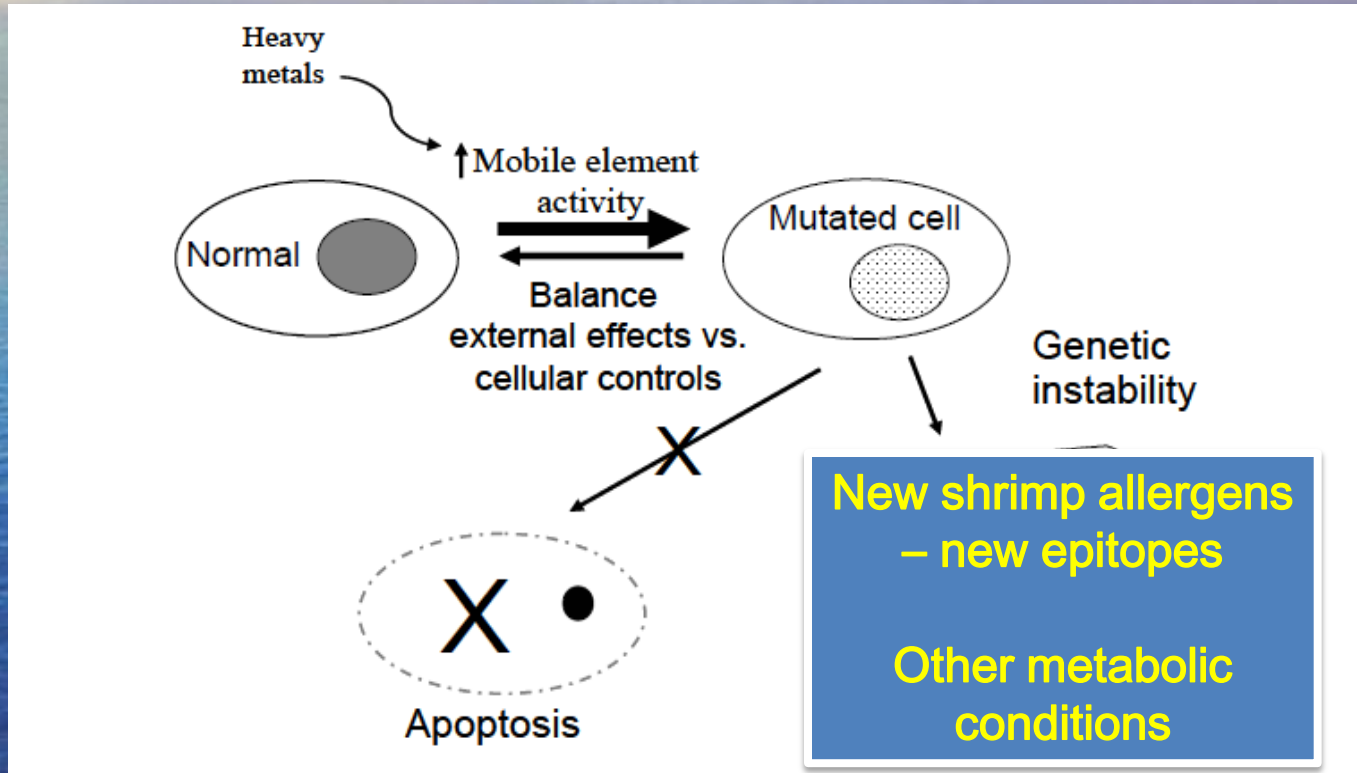 Heavy
metals
↑Mobile element
activity
Normal
Mutated cell
Balance
external effects vs.
cellular controls
Genetic
instability
X
New shrimp allergens
– new epitopes
Other metabolic
conditions
X
Apoptosis